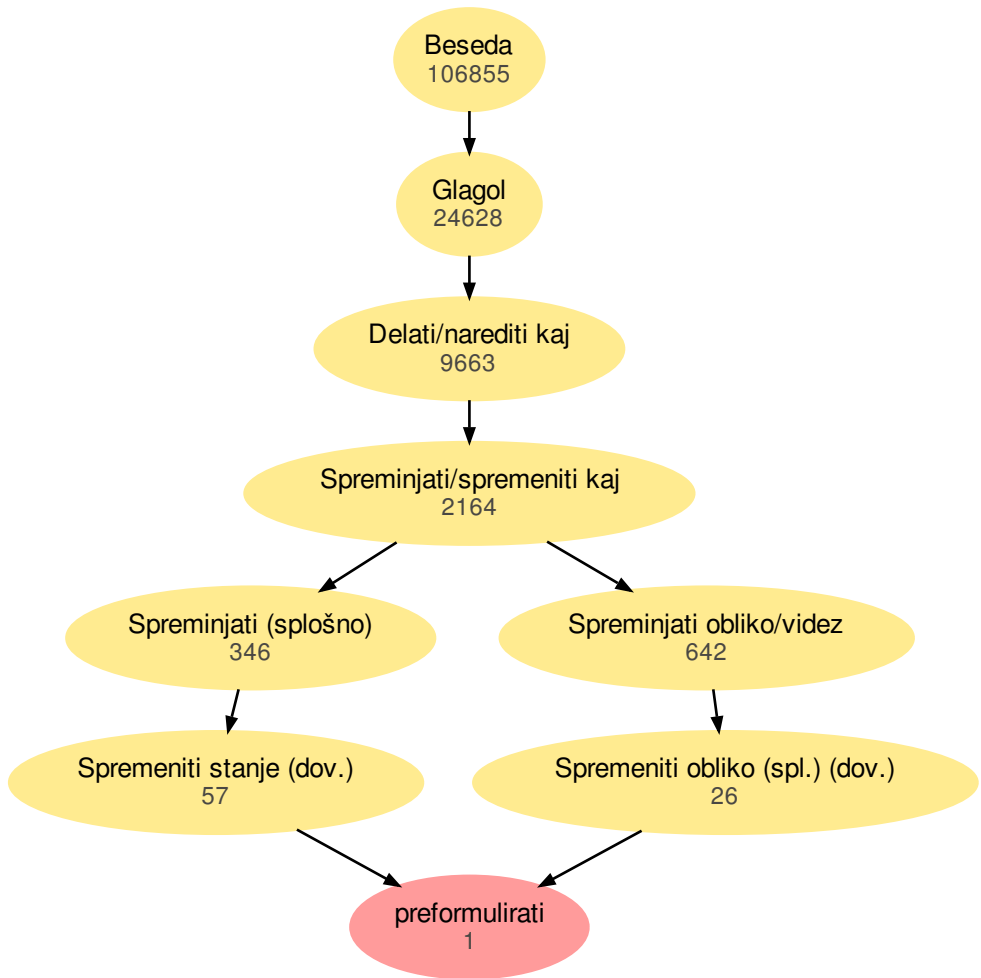 Beseda
106855
Glagol
24628
Delati/narediti kaj
9663
Spreminjati/spremeniti kaj
2164
Spreminjati (splošno)
346
Spreminjati obliko/videz
642
Spremeniti stanje (dov.)
57
Spremeniti obliko (spl.) (dov.)
26
preformulirati
1